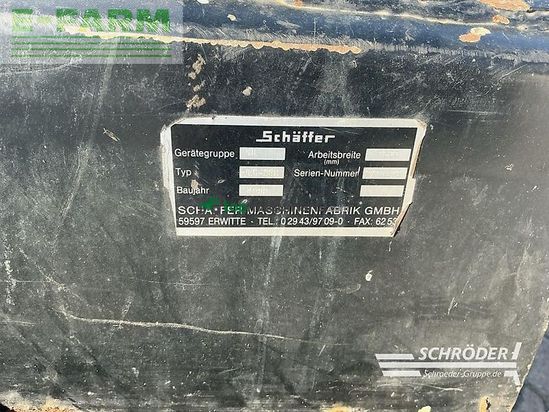 E-FARM
Schäffer
Gerätegruppe Arbeitsbreite
(mm)
Typ Serien-Nummer
Baujahr
SCHÄFFER MASCHINENFABRIK GMBH
59597 ERWITTE · TEL.: 0 29 43/97 09-0 · FAX: 62 53
SCHRÖDER
Schroeder-Gruppe.de